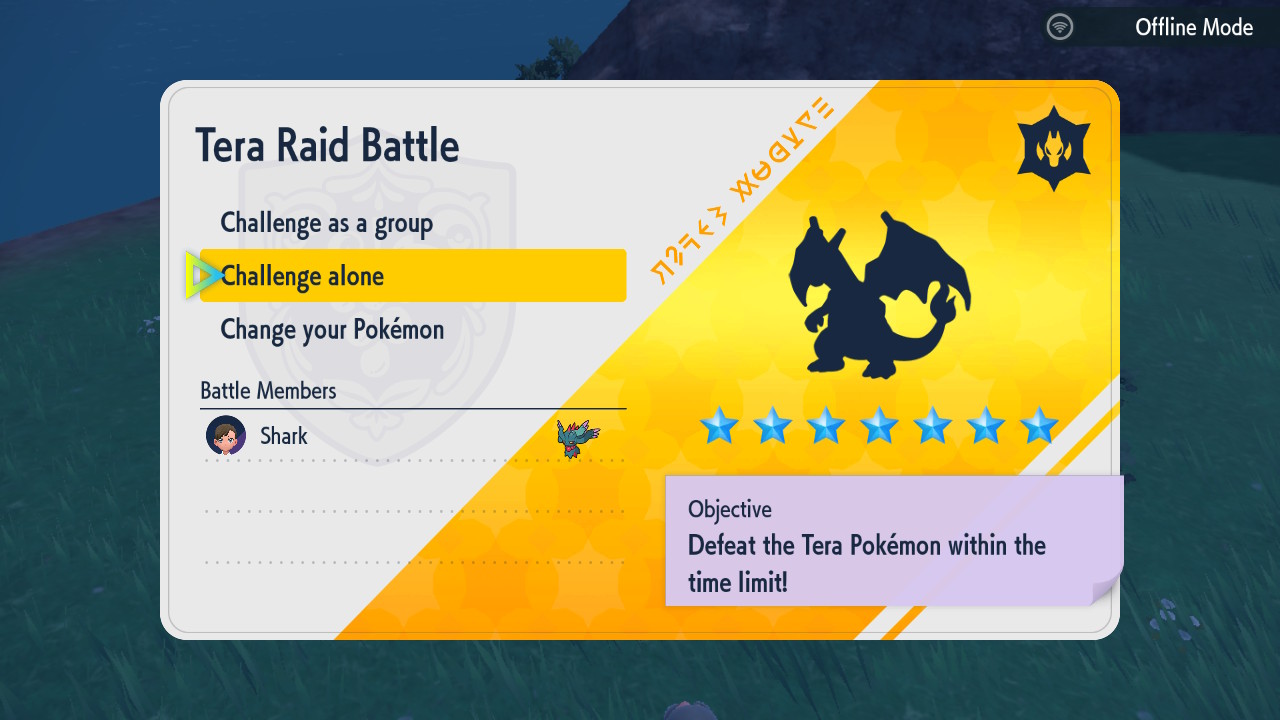 Offline Mode
Tera Raid Battle
Challenge as a group
Challenge alone
Change your Pokémon
Battle Members
Shark
Objective
Defeat the Tera Pokémon within the
time limit!